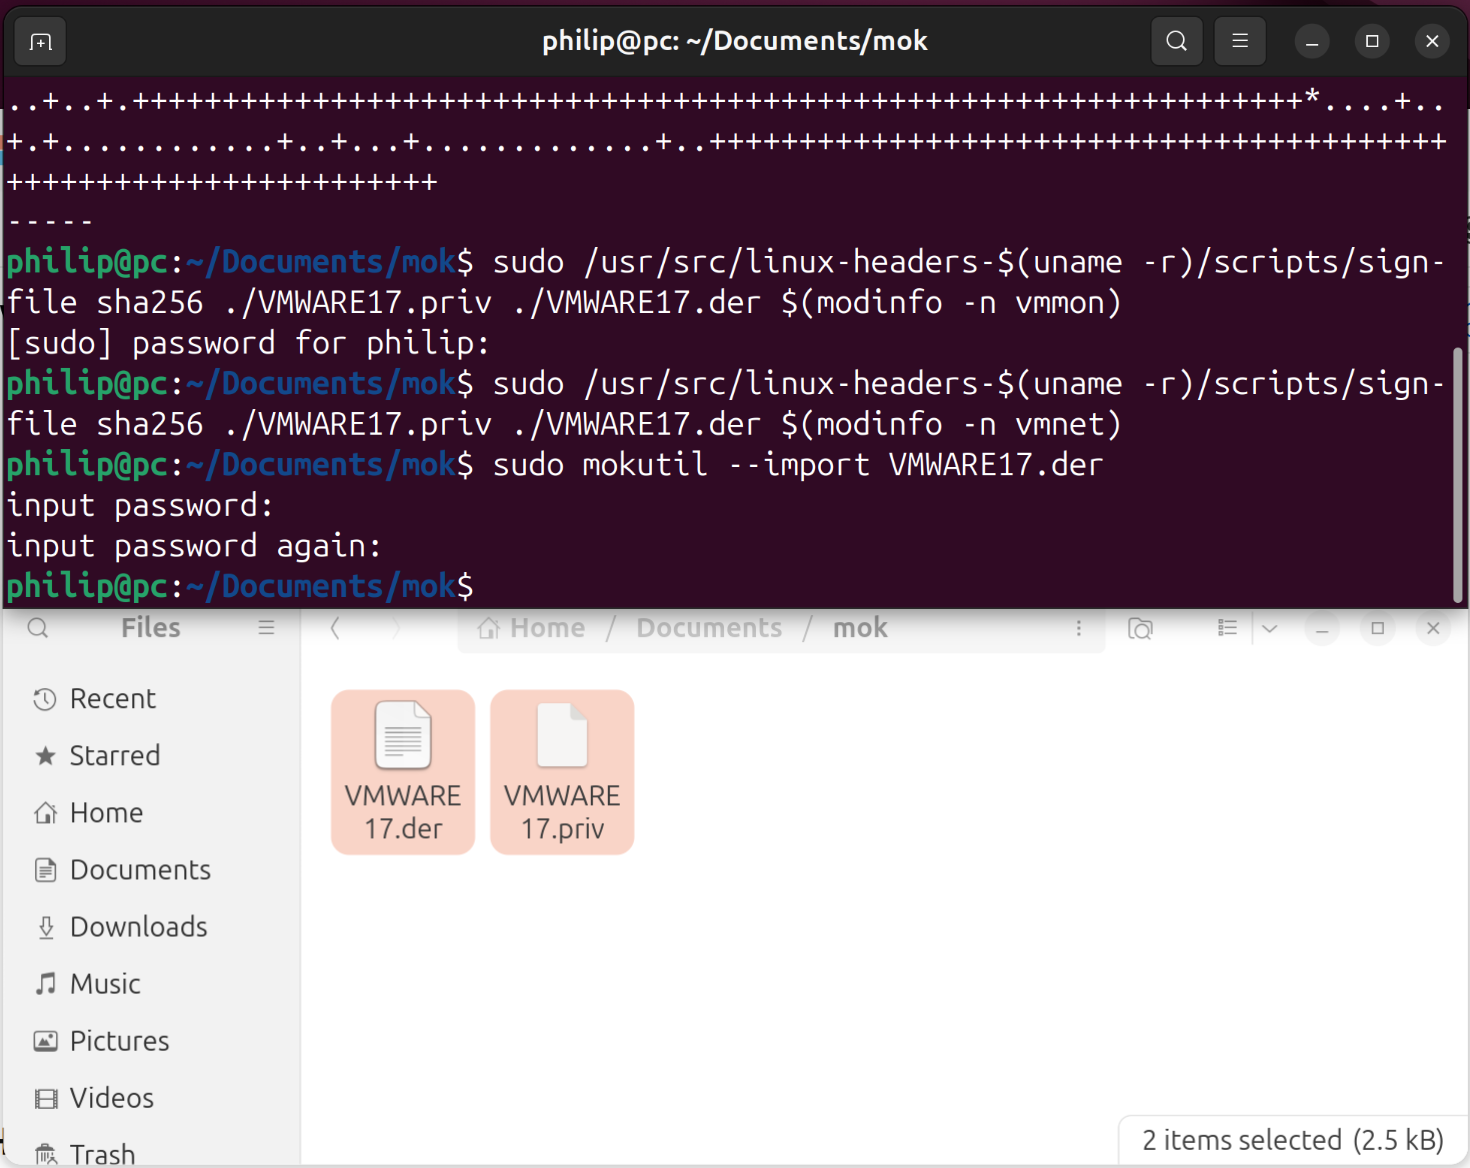 philip@pc: ~/Documents/mok
..+..+.+++++++++++++++++++++++++++++++++++++++++++++++++++++++++++++++++*....+..
+.+............+..+...+.............+..+++++++++++++++++++++++++++++++++++++++++
++++++++++++++++++++++++
-----
philip@pc:~/Documents/mok$ sudo /usr/src/linux-headers-$(uname -r)/scripts/sign-
file sha256 ./VMWARE17.priv ./VMWARE17.der $(modinfo -n vmmon)
[sudo] password for philip:
philip@pc:~/Documents/mok$ sudo /usr/src/linux-headers-$(uname -r)/scripts/sign-
file sha256 ./VMWARE17.priv ./VMWARE17.der $(modinfo -n vmnet)
philip@pc:~/Documents/mok$ sudo mokutil --import VMWARE17.der
input password:
input password again:
philip@pc:~/Documents/mok$
Files
Home / Documents / mok
Recent
Starred
Home
Documents
Downloads
Music
Pictures
Videos
Trash
VMWARE
17.der
VMWARE
17.priv
2 items selected (2.5 kB)